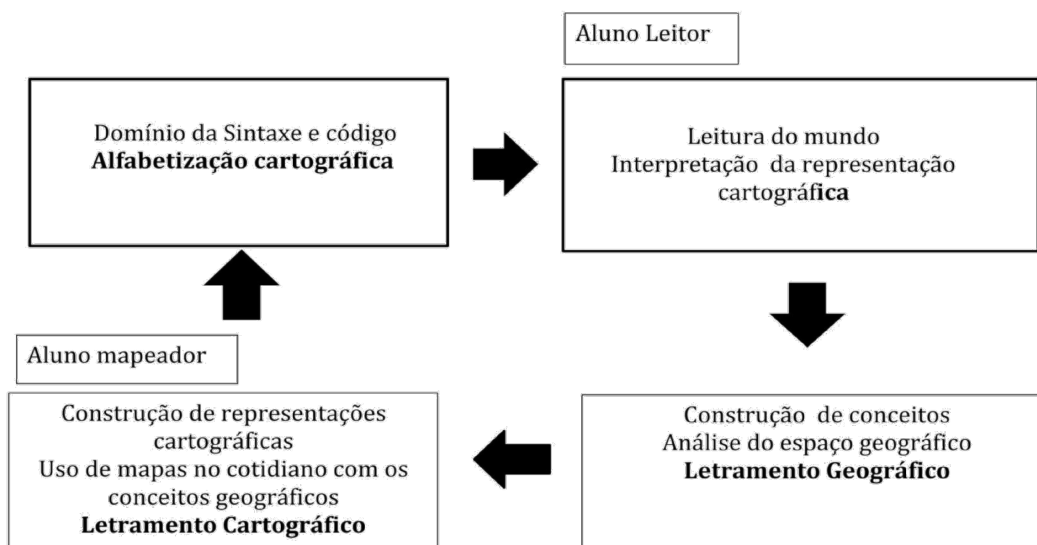 Aluno Leitor
Domínio da Sintaxe e código
Alfabetização cartográfica
Leitura do mundo
Interpretação da representação
cartográfica
Aluno mapeador
Construção de representações
cartográficas
Uso de mapas no cotidiano com os
conceitos geográficos
Letramento Cartográfico
Construção de conceitos
Análise do espaço geográfico
Letramento Geográfico